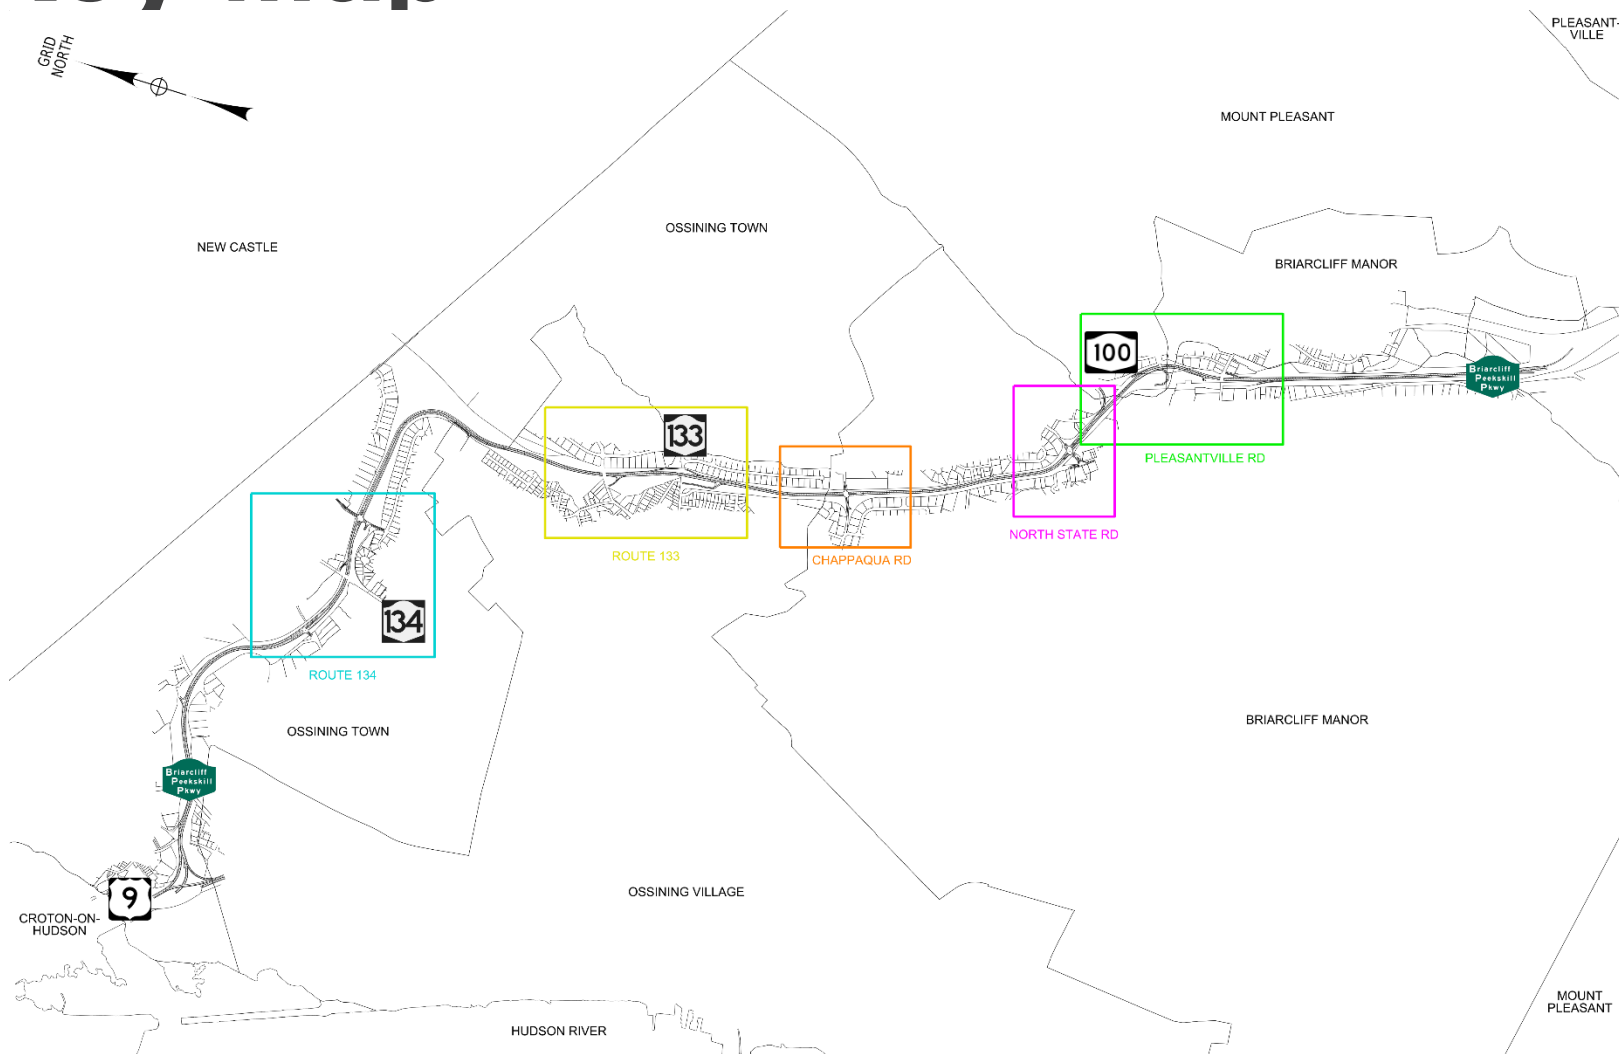 PLEASANT-
VILLE
GRID
NORTH
MOUNT PLEASANT
OSSINING TOWN
NEW CASTLE
BRIARCLIFF MANOR
100
Briarcliff
Peekskill
Pkwy
133
PLEASANTVILLE RD
NORTH STATE RD
ROUTE 133
CHAPPAQUA RD
134
ROUTE 134
BRIARCLIFF MANOR
OSSINING TOWN
Briarcliff
Peekskill
Pkwy
9
OSSINING VILLAGE
CROTON-ON-
HUDSON
MOUNT
PLEASANT
HUDSON RIVER